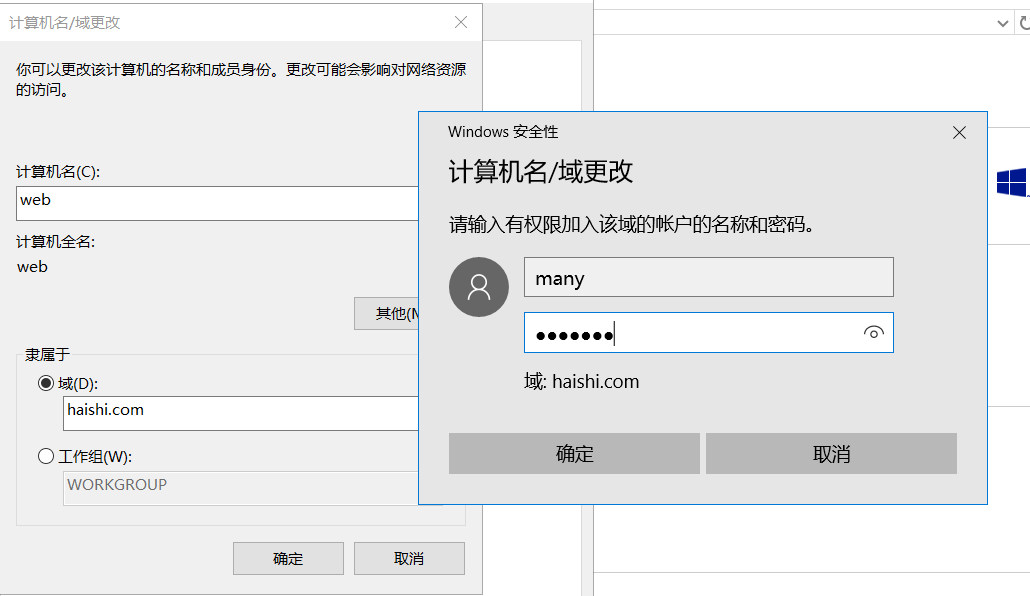 计算机名/域更改
你可以更改该计算机的名称和成员身份。更改可能会影响对网络资源
的访问。
计算机名(C):
web
计算机全名:
web
其他(M
隶属于
域(D):
haishi.com
工作组(W):
WORKGROUP
确定
取消
Windows 安全性
计算机名/域更改
请输入有权限加入该域的帐户的名称和密码。
many
域: haishi.com
确定
取消